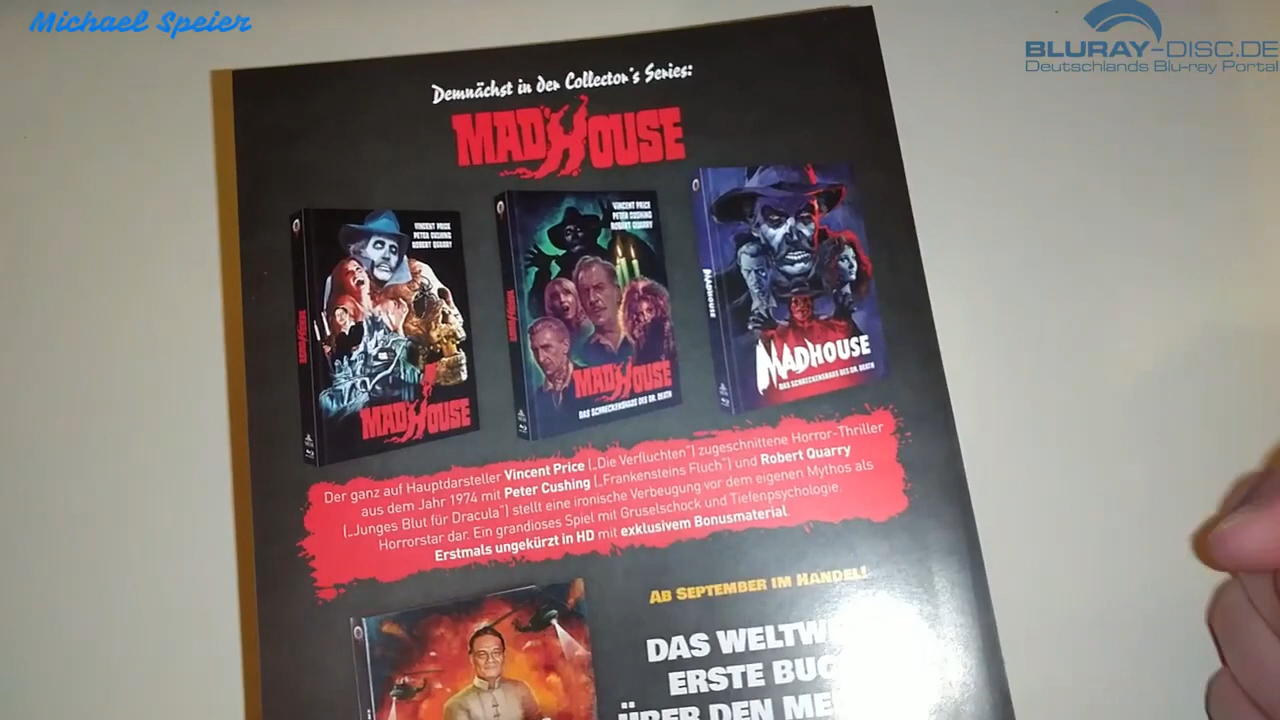 Michael Speier
BLURAY-DISC.DE
Deutschlands Blu-ray Portal
Demnächst in der Collector's Series:
MADHOUSE
VINCENT PRICE
PETER CUSHING
ROBERT QUARRY
MADHOUSE
MADHOUSE
VINCENT PRICE
PETER CUSHING
ROBERT QUARRY
MADHOUSE
MADHOUSE
DAS SCHRECKENSHAUS DES DR. DEATH
MADHOUSE
MADHOUSE
DAS SCHRECKENSHAUS DES DR. DEATH
Der ganz auf Hauptdarsteller Vincent Price („Die Verfluchten“) zugeschnittene Horror-Thriller
aus dem Jahr 1974 mit Peter Cushing („Frankensteins Fluch“) und Robert Quarry
(„Junges Blut für Dracula“) stellt eine ironische Verbeugung vor dem eigenen Mythos als
Horrorstar dar. Ein grandioses Spiel mit Gruselschock und Tiefenpsychologie.
Erstmals ungekürzt in HD mit exklusivem Bonusmaterial.
AB SEPTEMBER IM HANDEL!
DAS
ERSTE
ÜBER DEN